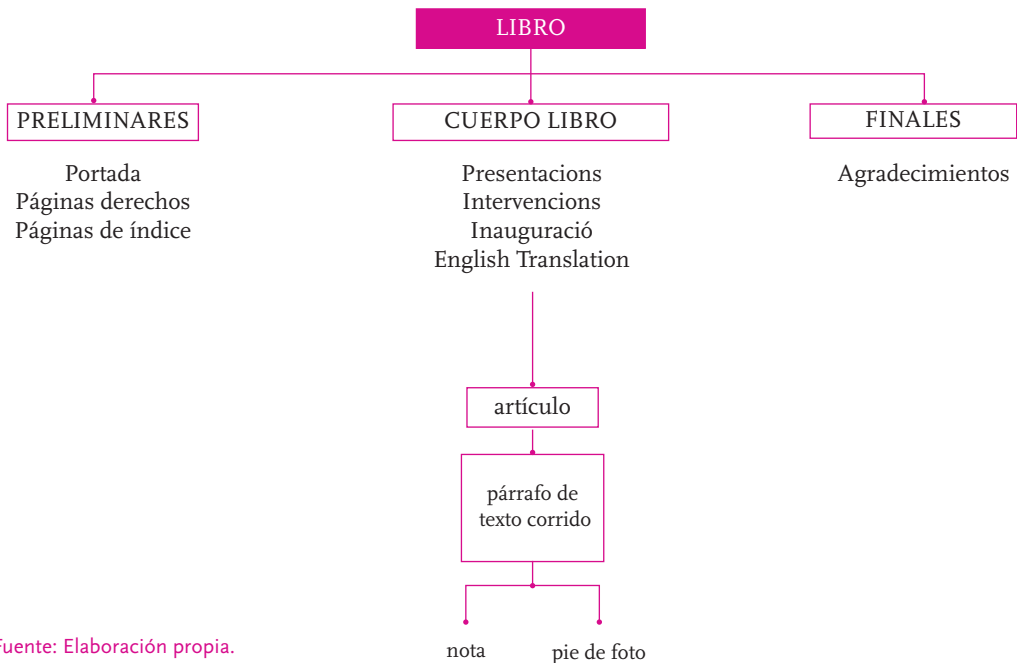 LIBRO
PRELIMINARES
Portada
Páginas derechos
Páginas de índice
CUERPO LIBRO
Presentacions
Intervencions
Inauguració
English Translation
FINALES
Agradecimientos
artículo
párrafo de
texto corrido
nota
pie de foto
Fuente: Elaboración propia.